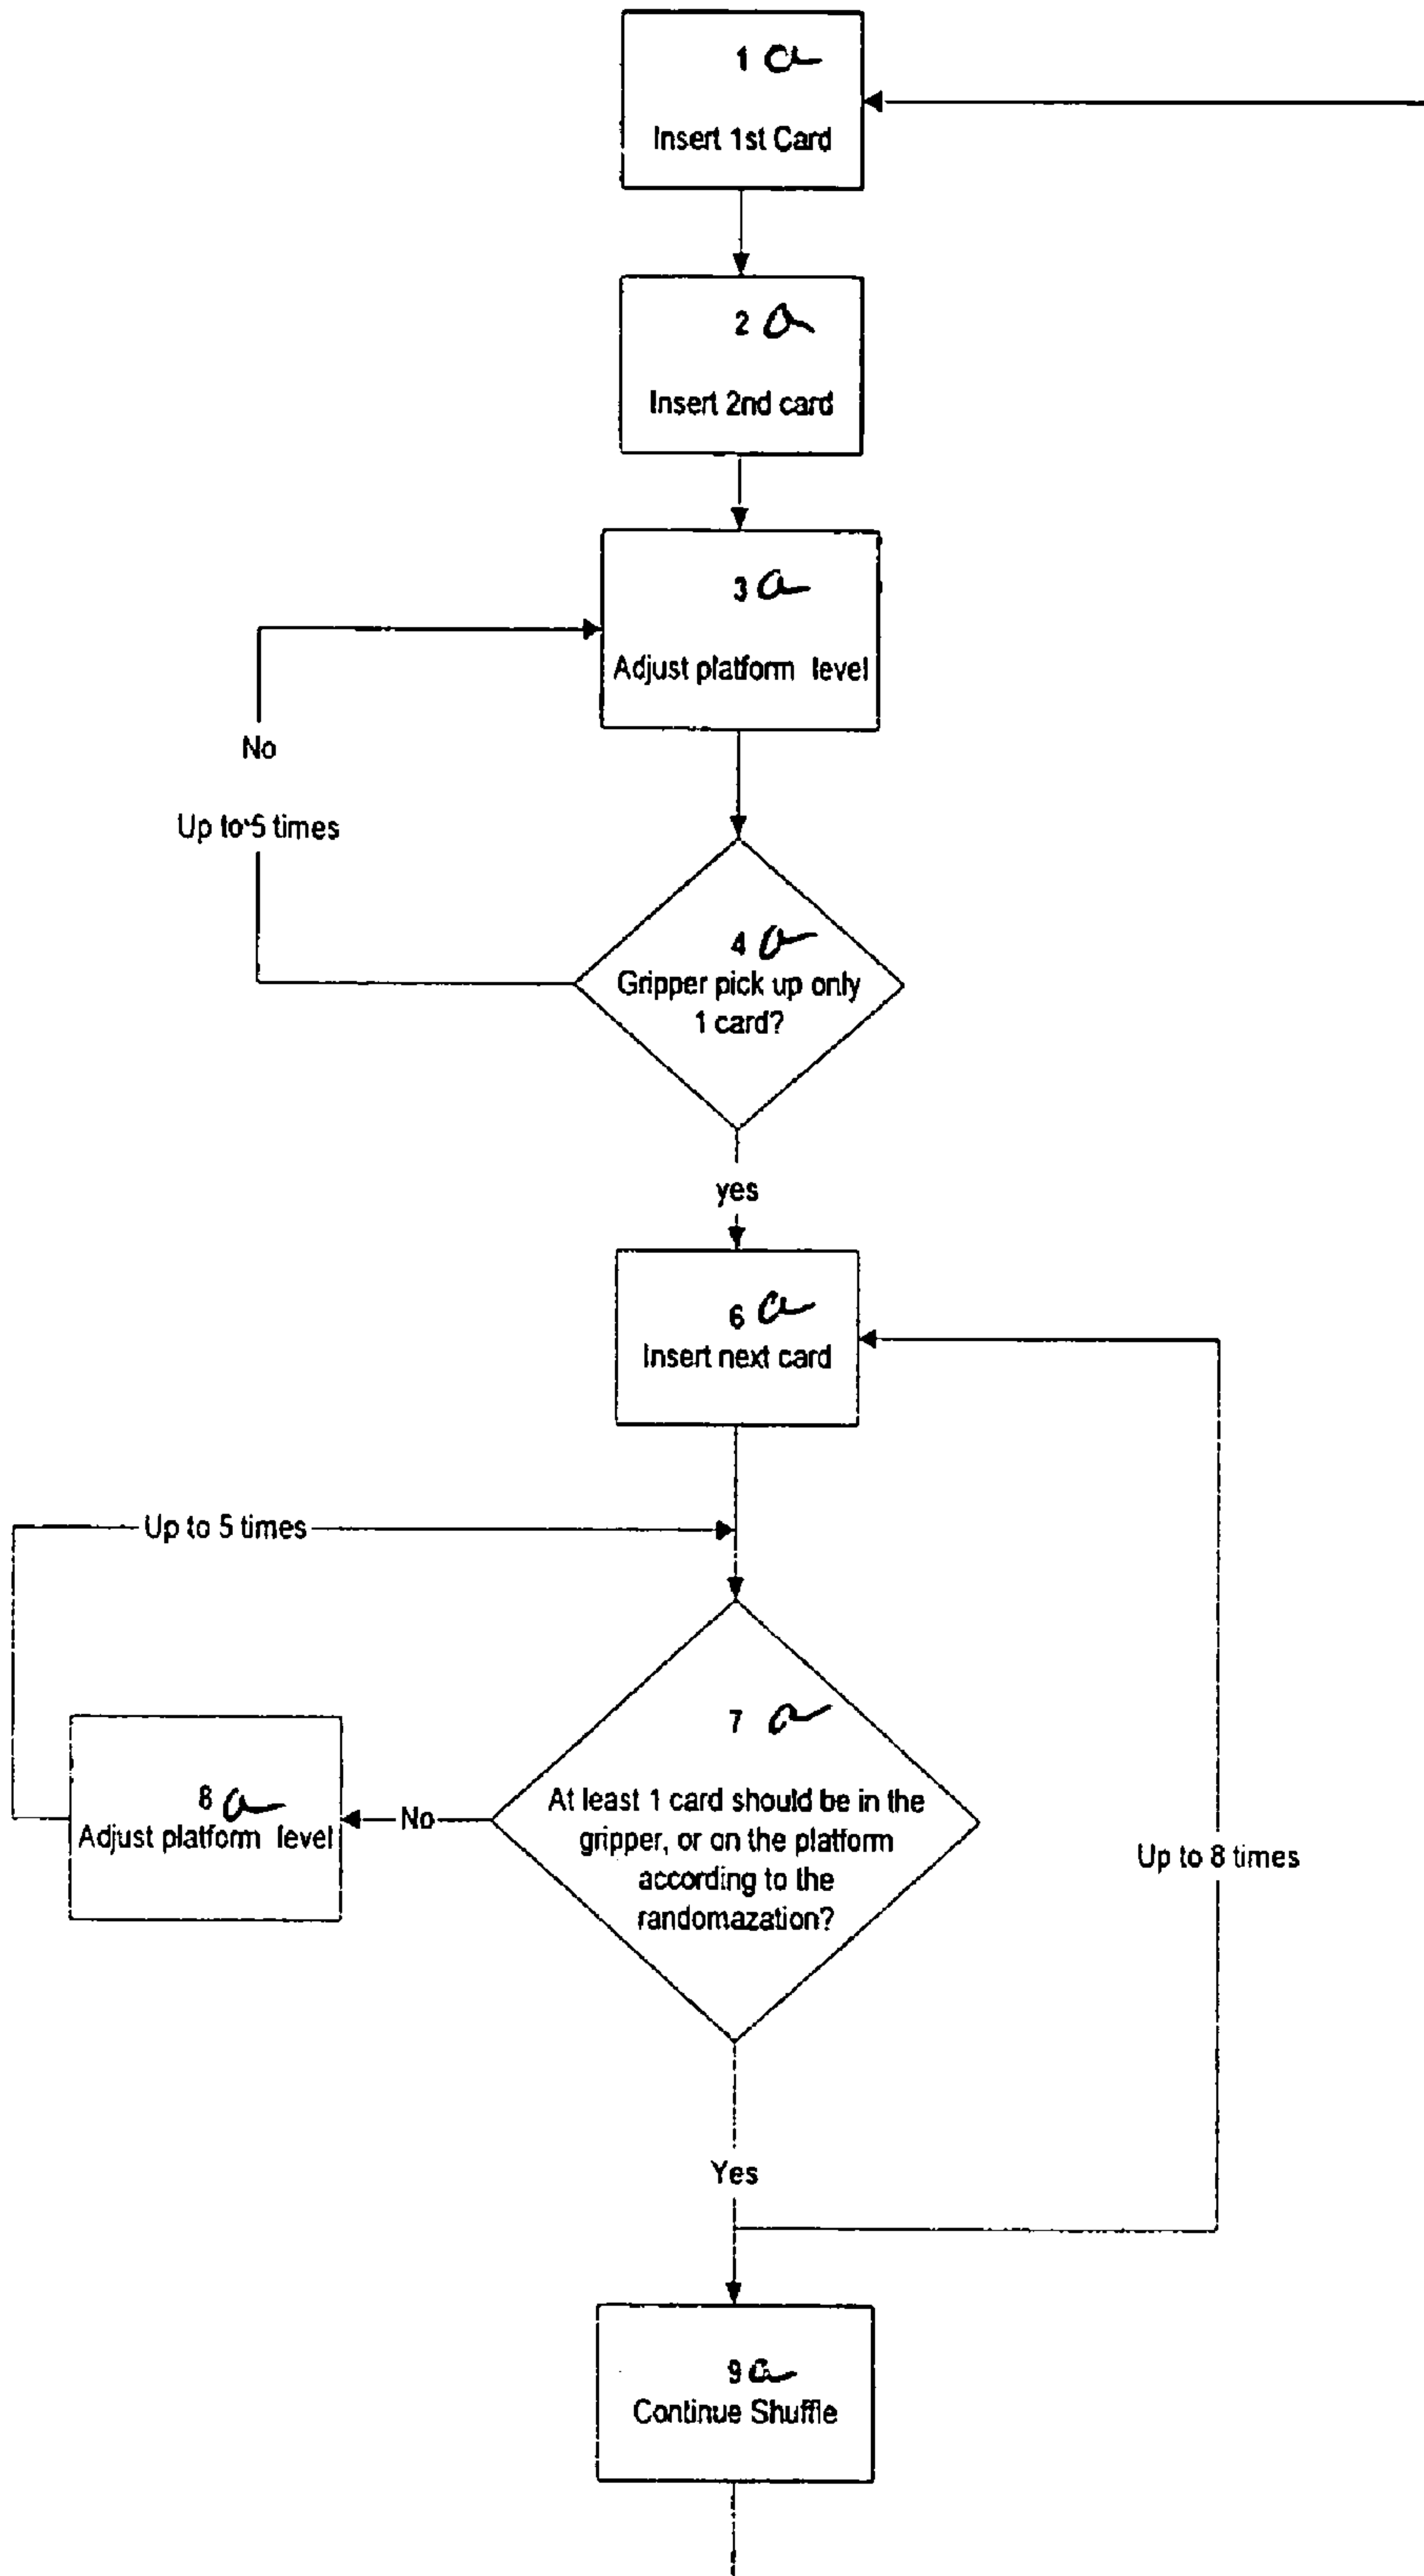 1 a
Insert 1st Card
2 a
Insert 2nd card
3 a
Adjust platform level
No
Up to 5 times
4 a
Gripper pick up only
1 card?
yes
6 a
Insert next card
Up to 5 times
7 a
At least 1 card should be in the
gripper, or on the platform
according to the
randomazation?
No
8 a
Adjust platform level
Up to 8 times
Yes
9 a
Continue Shuffle